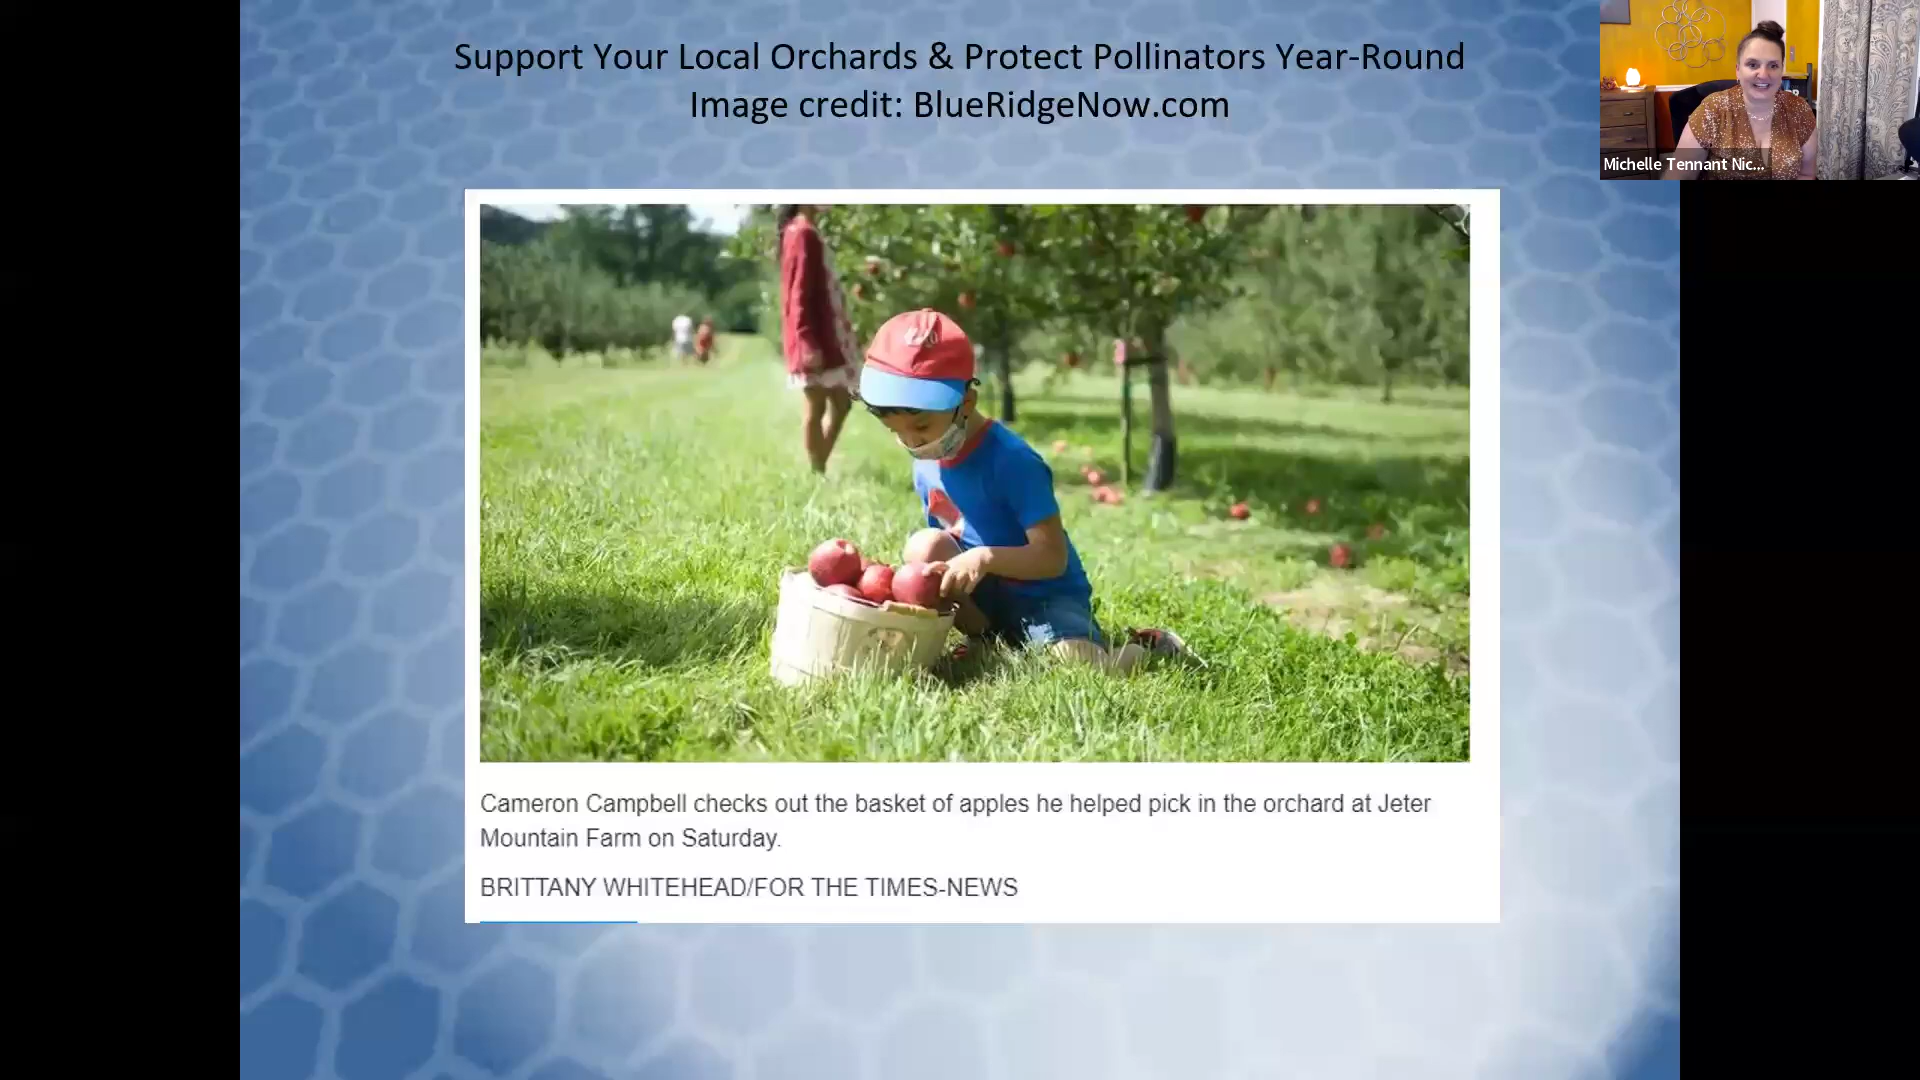 Support Your Local Orchards & Protect Pollinators Year-Round
Image credit: BlueRidgeNow.com
Michelle Tennant Nic...
Cameron Campbell checks out the basket of apples he helped pick in the orchard at Jeter
Mountain Farm on Saturday.
BRITTANY WHITEHEAD/FOR THE TIMES-NEWS